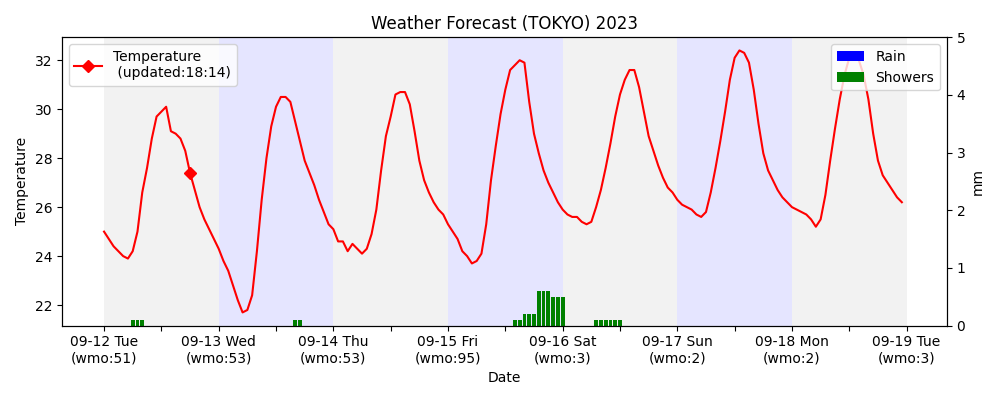 Weather Forecast (TOKYO) 2023
Temperature
(updated:18:14)
Rain
Showers
Temperature
32
30
28
26
24
22
5
4
3
2
1
0
mm
09-12 Tue
(wmo:51)
09-13 Wed
(wmo:53)
09-14 Thu
(wmo:53)
09-15 Fri
(wmo:95)
09-16 Sat
(wmo:3)
09-17 Sun
(wmo:2)
09-18 Mon
(wmo:2)
09-19 Tue
(wmo:3)
Date